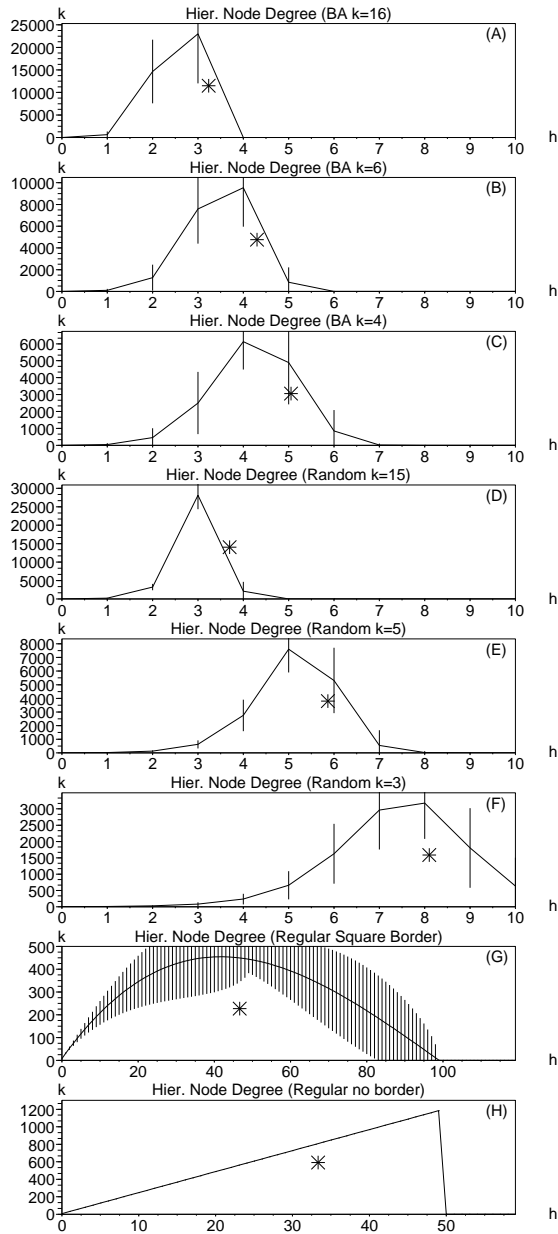 k Hier. Node Degree (BA k=16)
25000 (A)
20000
15000
10000
5000
0
0 1 2 3 4 5 6 7 8 9 10 h
k Hier. Node Degree (BA k=6)
10000 (B)
8000
6000
4000
2000
0
0 1 2 3 4 5 6 7 8 9 10 h
k Hier. Node Degree (BA k=4)
6000 (C)
5000
4000
3000
2000
1000
0
0 1 2 3 4 5 6 7 8 9 10 h
k Hier. Node Degree (Random k=15)
30000 (D)
25000
20000
15000
10000
5000
0
0 1 2 3 4 5 6 7 8 9 10 h
k Hier. Node Degree (Random k=5)
8000 (E)
7000
6000
5000
4000
3000
2000
1000
0
0 1 2 3 4 5 6 7 8 9 10 h
k Hier. Node Degree (Random k=3)
3000 (F)
2500
2000
1500
1000
500
0
0 1 2 3 4 5 6 7 8 9 10 h
k Hier. Node Degree (Regular Square Border)
500 (G)
400
300
200
100
0
0 20 40 60 80 100 h
k Hier. Node Degree (Regular no border)
1200 (H)
1000
800
600
400
200
0
0 10 20 30 40 50 h